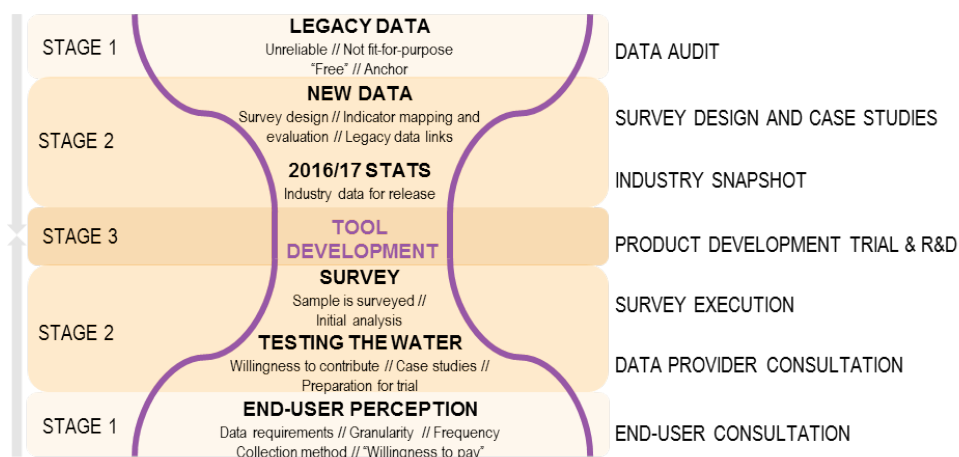 LEGACY DATA
STAGE 1
Unreliable // Not fit-for-purpose
"Free" // Anchor
DATA AUDIT
NEW DATA
Survey design // Indicator mapping and
evaluation // Legacy data links
SURVEY DESIGN AND CASE STUDIES
STAGE 2
2016/17 STATS
Industry data for release
INDUSTRY SNAPSHOT
STAGE 3
TOOL
DEVELOPMENT
PRODUCT DEVELOPMENT TRIAL & R&D
SURVEY
Sample is surveyed //
Initial analysis
SURVEY EXECUTION
STAGE 2
TESTING THE WATER
Willingness to contribute // Case studies //
Preparation for trial
DATA PROVIDER CONSULTATION
END-USER PERCEPTION
STAGE 1
Data requirements // Granularity // Frequency
Collection method // "Willingness to pay"
END-USER CONSULTATION